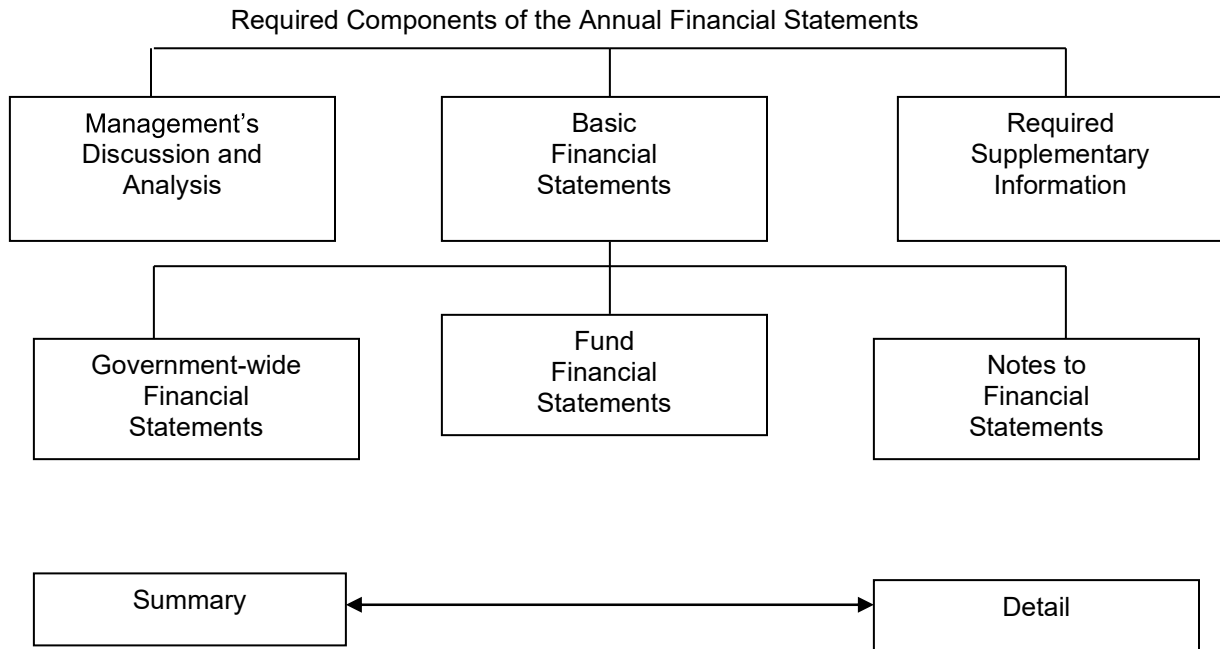 Required Components of the Annual Financial Statements
Management’s
Discussion and
Analysis
Basic
Financial
Statements
Required
Supplementary
Information
Government-wide
Financial
Statements
Fund
Financial
Statements
Notes to
Financial
Statements
Summary
Detail